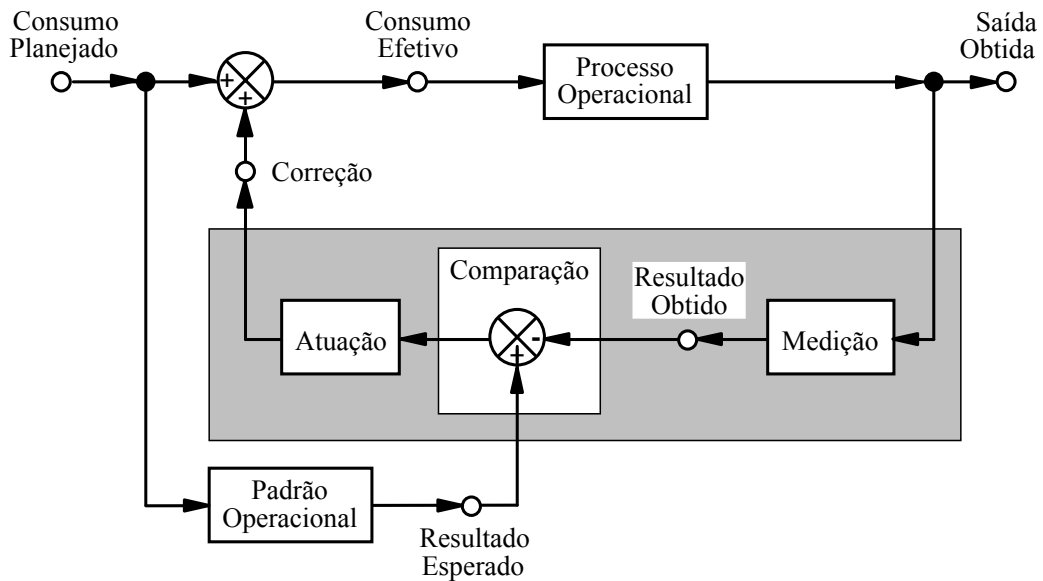 Consumo
Planejado
Consumo
Efetivo
Saída
Obtida
+
+
Processo
Operacional
Correção
Comparação
Resultado
Obtido
Atuação
-
+
Medição
Padrão
Operacional
Resultado
Esperado